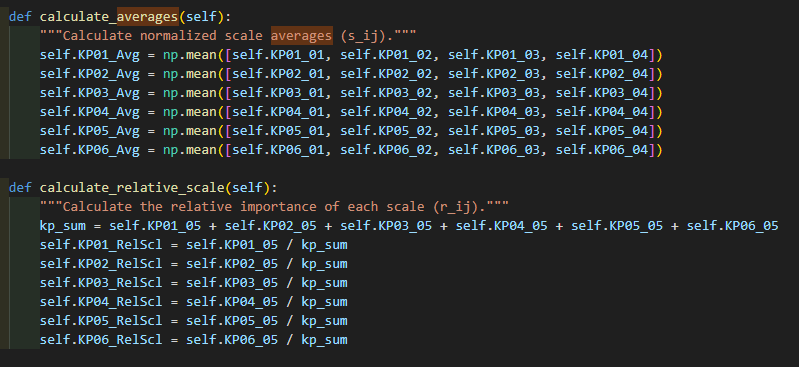 def calculate_averages(self):
    """Calculate normalized scale averages (s_ij)."""
    self.KP01_Avg = np.mean([self.KP01_01, self.KP01_02, self.KP01_03, self.KP01_04])
    self.KP02_Avg = np.mean([self.KP02_01, self.KP02_02, self.KP02_03, self.KP02_04])
    self.KP03_Avg = np.mean([self.KP03_01, self.KP03_02, self.KP03_03, self.KP03_04])
    self.KP04_Avg = np.mean([self.KP04_01, self.KP04_02, self.KP04_03, self.KP04_04])
    self.KP05_Avg = np.mean([self.KP05_01, self.KP05_02, self.KP05_03, self.KP05_04])
    self.KP06_Avg = np.mean([self.KP06_01, self.KP06_02, self.KP06_03, self.KP06_04])

def calculate_relative_scale(self):
    """Calculate the relative importance of each scale (r_ij)."""
    kp_sum = self.KP01_05 + self.KP02_05 + self.KP03_05 + self.KP04_05 + self.KP05_05 + self.KP06_05
    self.KP01_RelScl = self.KP01_05 / kp_sum
    self.KP02_RelScl = self.KP02_05 / kp_sum
    self.KP03_RelScl = self.KP03_05 / kp_sum
    self.KP04_RelScl = self.KP04_05 / kp_sum
    self.KP05_RelScl = self.KP05_05 / kp_sum
    self.KP06_RelScl = self.KP06_05 / kp_sum